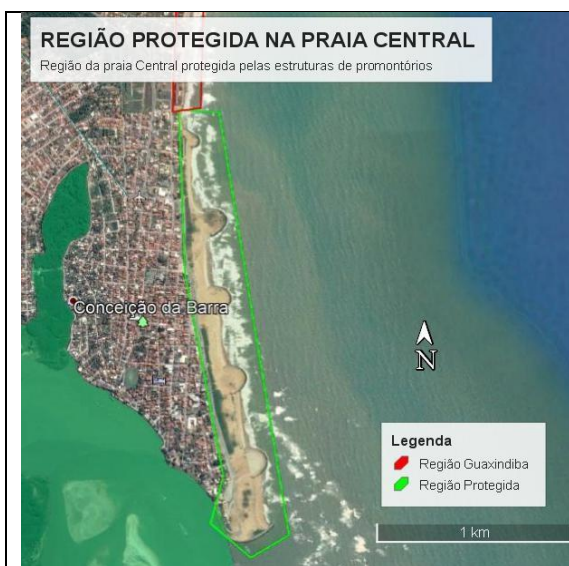 REGIÃO PROTEGIDA NA PRAIA CENTRAL
Região da praia Central protegida pelas estruturas de promontórios
Conceição da Barra
N
Legenda
Região Guaxindiba
Região Protegida
1 km